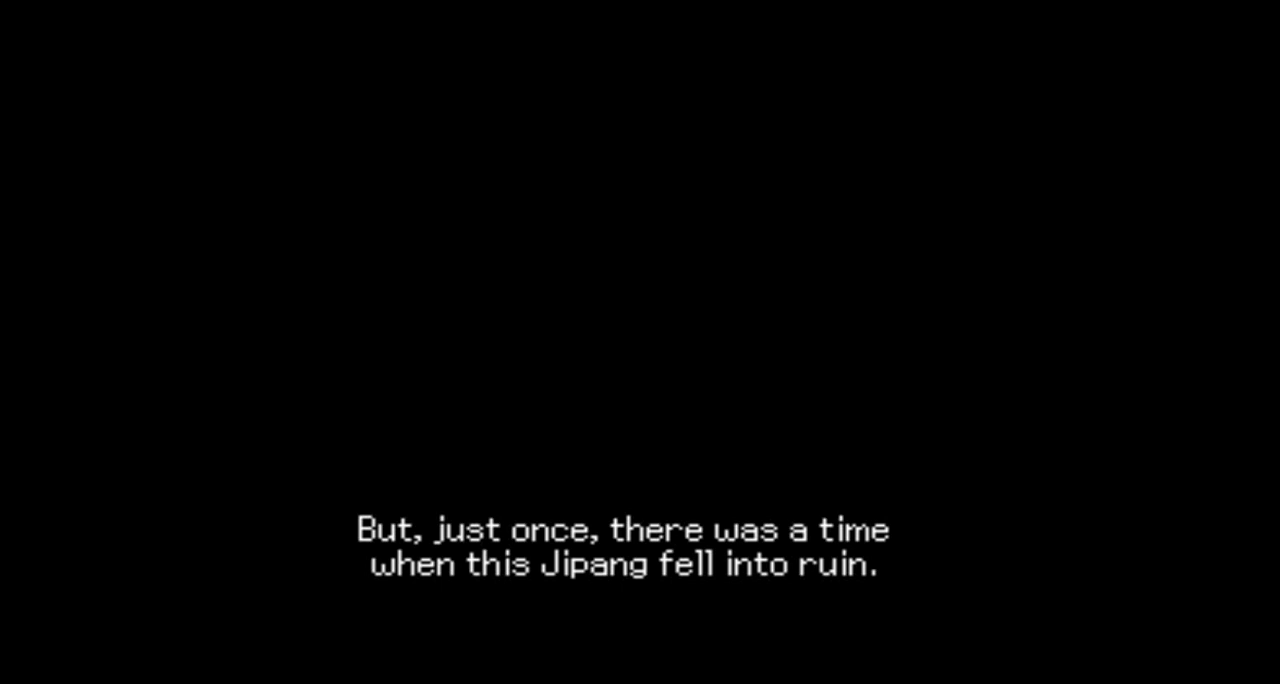 But, just once, there was a time
when this Jipang fell into ruin.